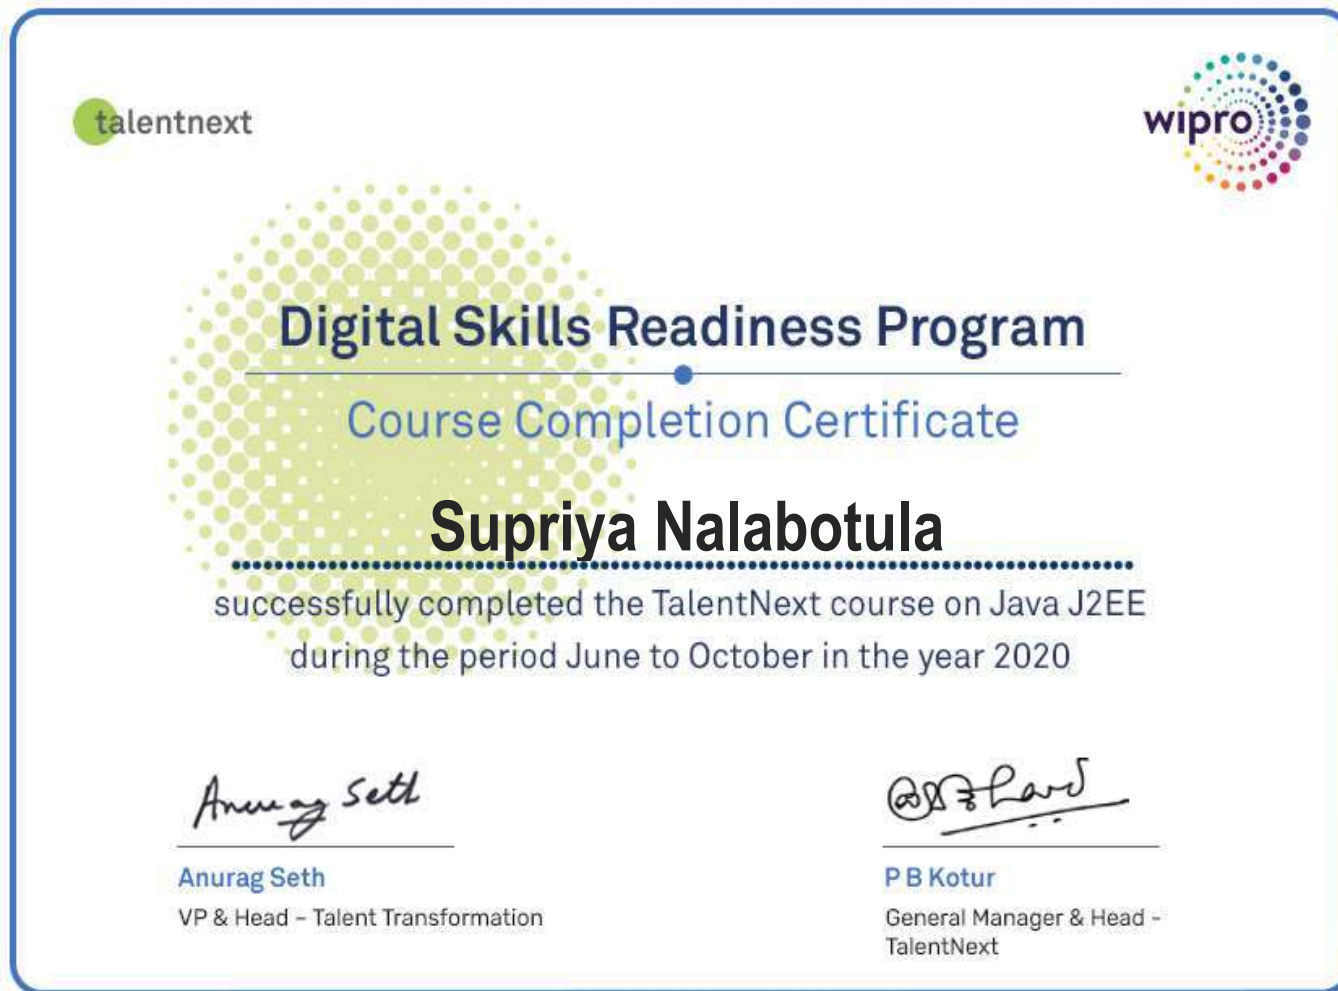 talentnext
wipro
Digital Skills Readiness Program
Course Completion Certificate
Supriya Nalabotula
successfully completed the TalentNext course on Java J2EE
during the period June to October in the year 2020
Anurag Seth
Anurag Seth
VP & Head – Talent Transformation
P B Kotur
General Manager & Head -
TalentNext